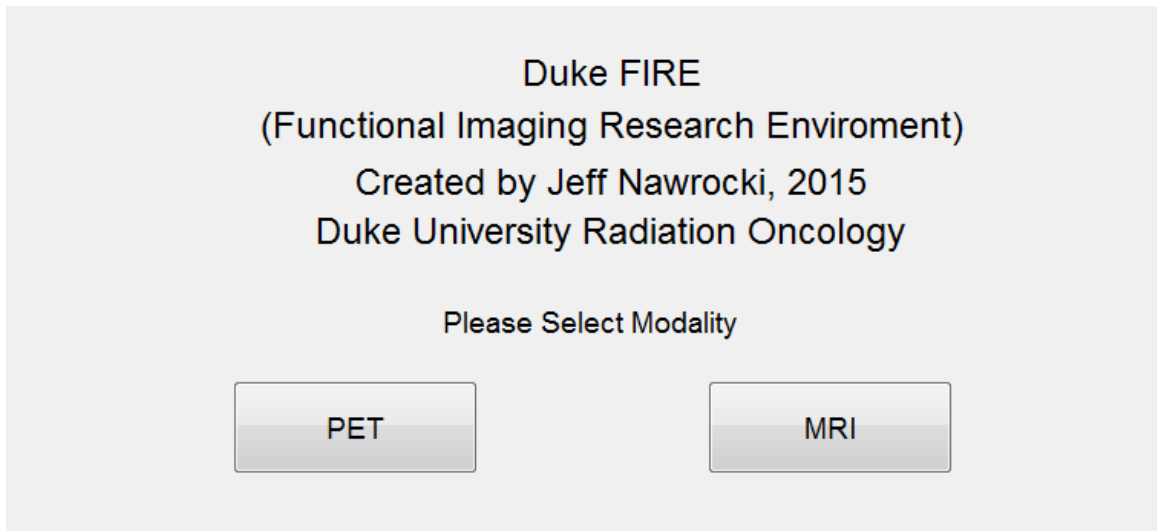 Duke FIRE
(Functional Imaging Research Enviroment)
Created by Jeff Nawrocki, 2015
Duke University Radiation Oncology
Please Select Modality
PET MRI